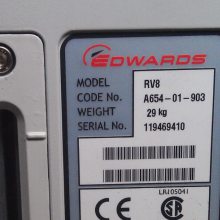 EDWARDS
MODEL RV8
CODE No. A654-01-903
WEIGHT 29 kg
SERIAL No. 119469410
LR105041